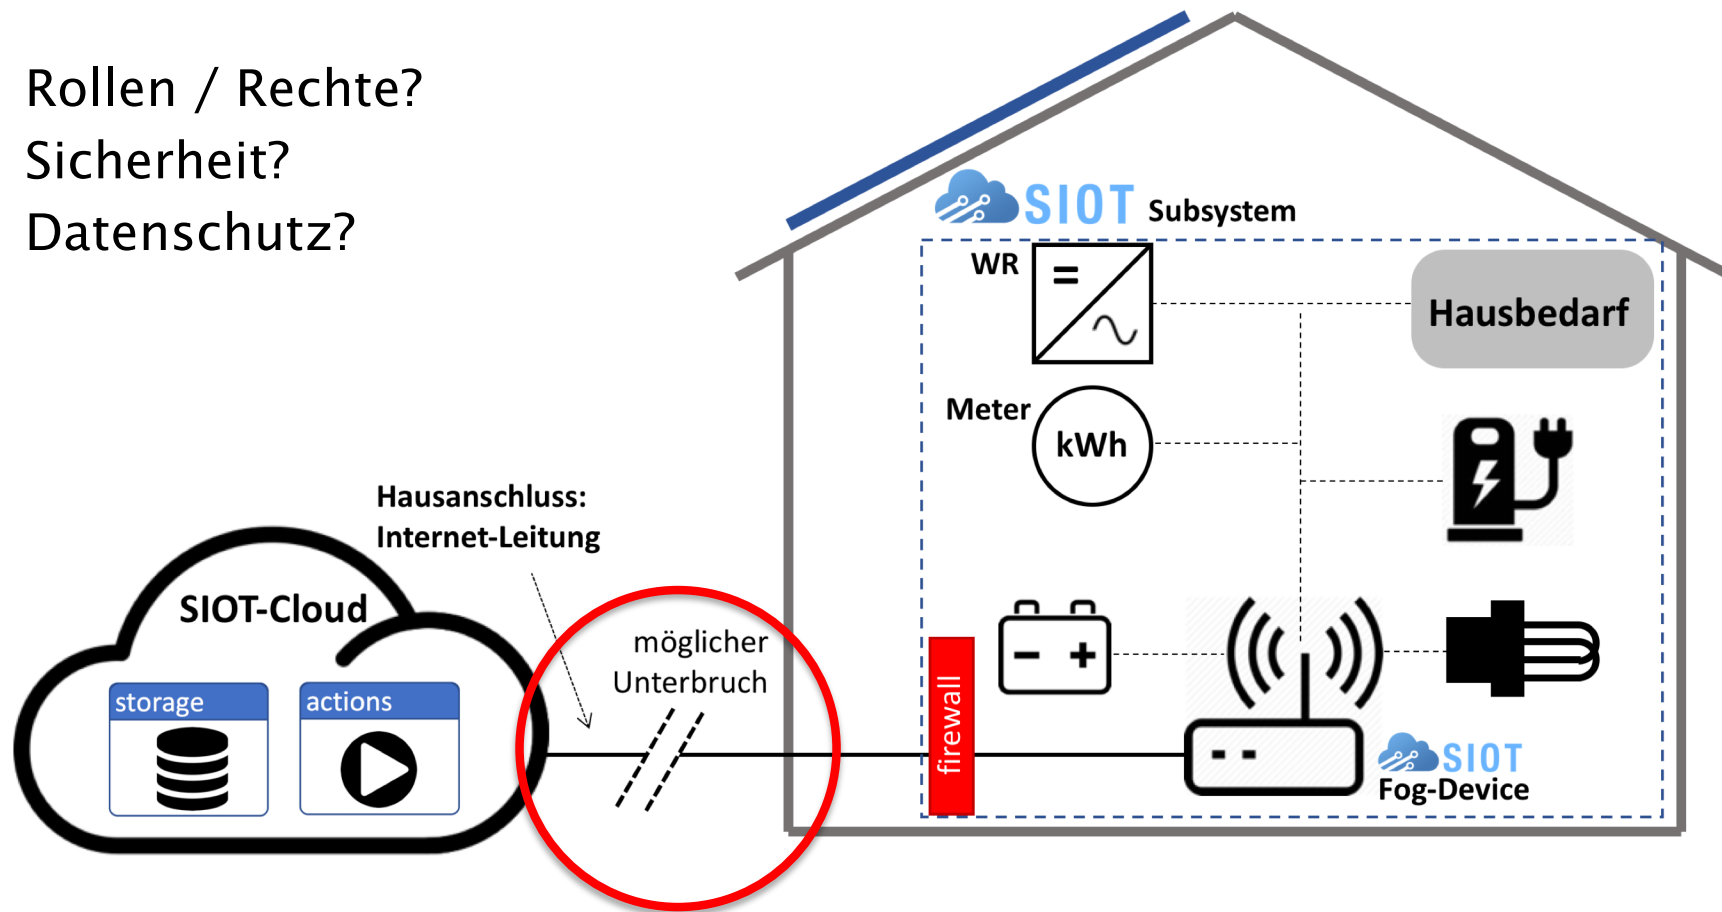 Rollen / Rechte?
Sicherheit?
Datenschutz?
SIOT Subsystem
WR
Hausbedarf
Meter
kWh
Hausanschluss:
Internet-Leitung
SIOT-Cloud
möglicher
Unterbruch
storage
actions
firewall
SIOT
Fog-Device